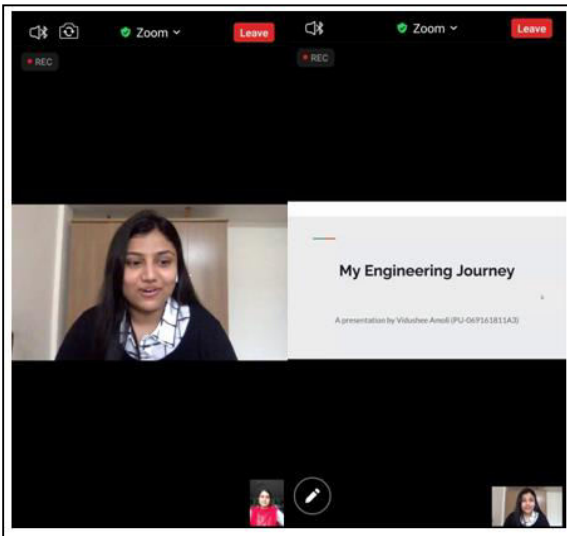 Zoom
Leave
REC
Zoom
Leave
REC
My Engineering Journey
A presentation by Vidushee Amoli (PU-069161811A3)